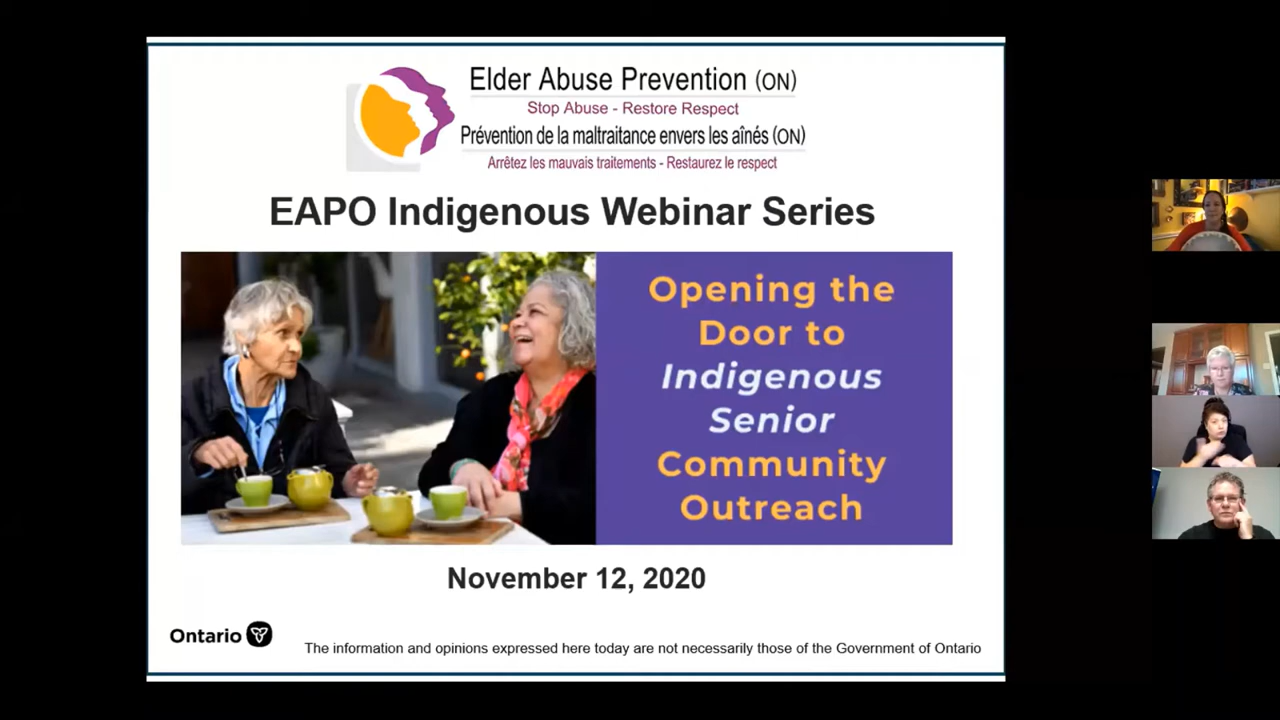 Elder Abuse Prevention (ON)
Stop Abuse - Restore Respect
Prévention de la maltraitance envers les aînés (ON)
Arrêtez les mauvais traitements - Restaurez le respect
EAPO Indigenous Webinar Series
Opening the
Door to
Indigenous
Senior
Community
Outreach
November 12, 2020
Ontario
The information and opinions expressed here today are not necessarily those of the Government of Ontario